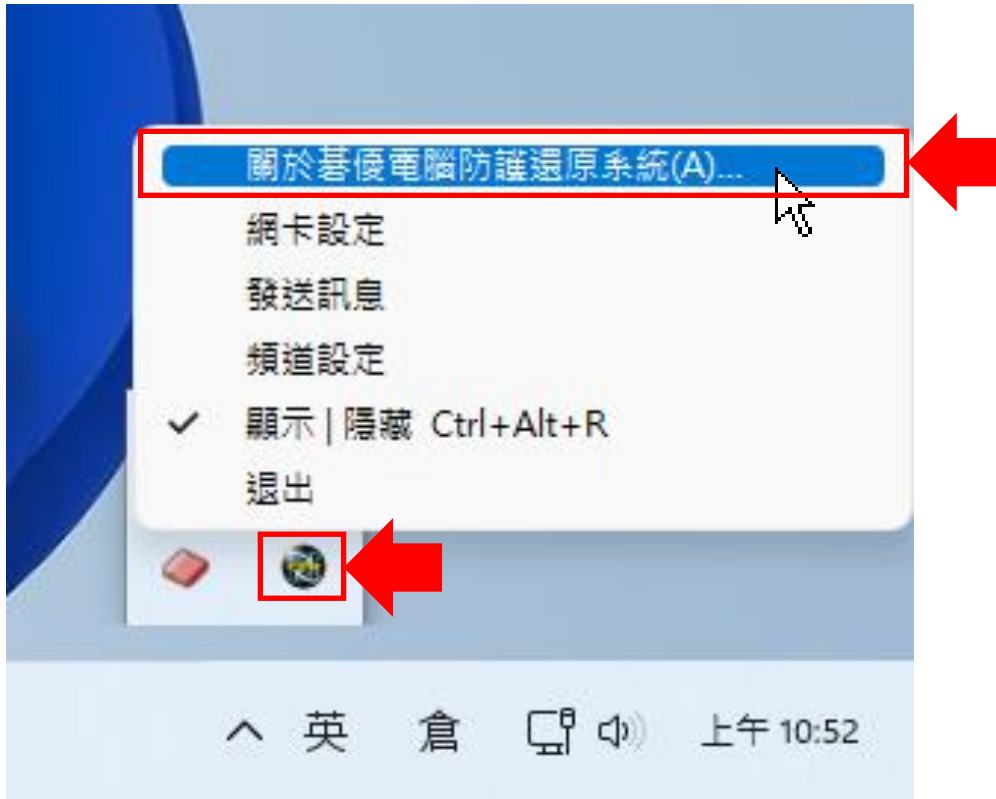 關於碁優電腦防護還原系統(A)...
網卡設定
發送訊息
頻道設定
顯示 | 隱藏 Ctrl+Alt+R
退出
英 倉 上午 10:52